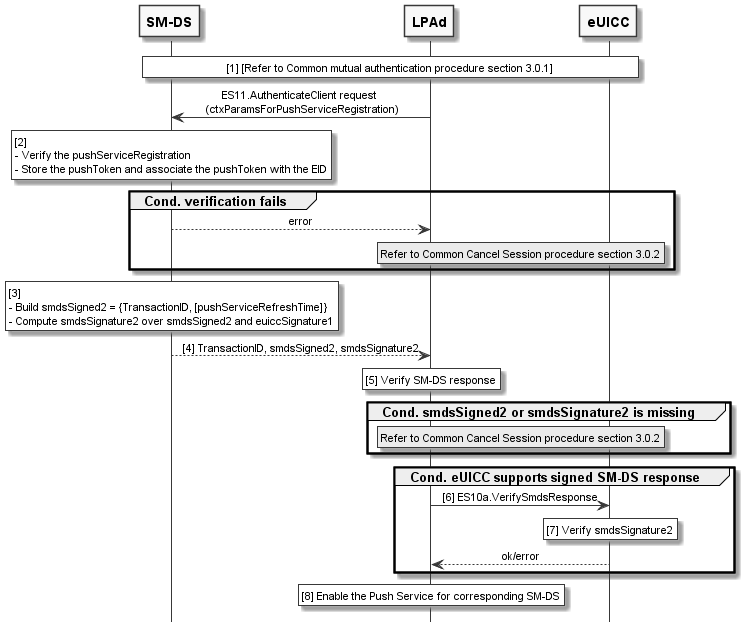 SM-DS LPAd eUICC
[1] [Refer to Common mutual authentication procedure section 3.0.1]
ES11.AuthenticateClient request
(ctxParamsForPushServiceRegistration)
[2]
- Verify the pushServiceRegistration
- Store the pushToken and associate the pushToken with the EID
Cond. verification fails
error
Refer to Common Cancel Session procedure section 3.0.2
[3]
- Build smdsSigned2 = {TransactionID, [pushServiceRefreshTime]}
- Compute smdsSignature2 over smdsSigned2 and euiccSignature1
[4] TransactionID, smdsSigned2, smdsSignature2
[5] Verify SM-DS response
Cond. smdsSigned2 or smdsSignature2 is missing
Refer to Common Cancel Session procedure section 3.0.2
Cond. eUICC supports signed SM-DS response
[6] ES10a.VerifySmdsResponse
[7] Verify smdsSignature2
ok/error
[8] Enable the Push Service for corresponding SM-DS